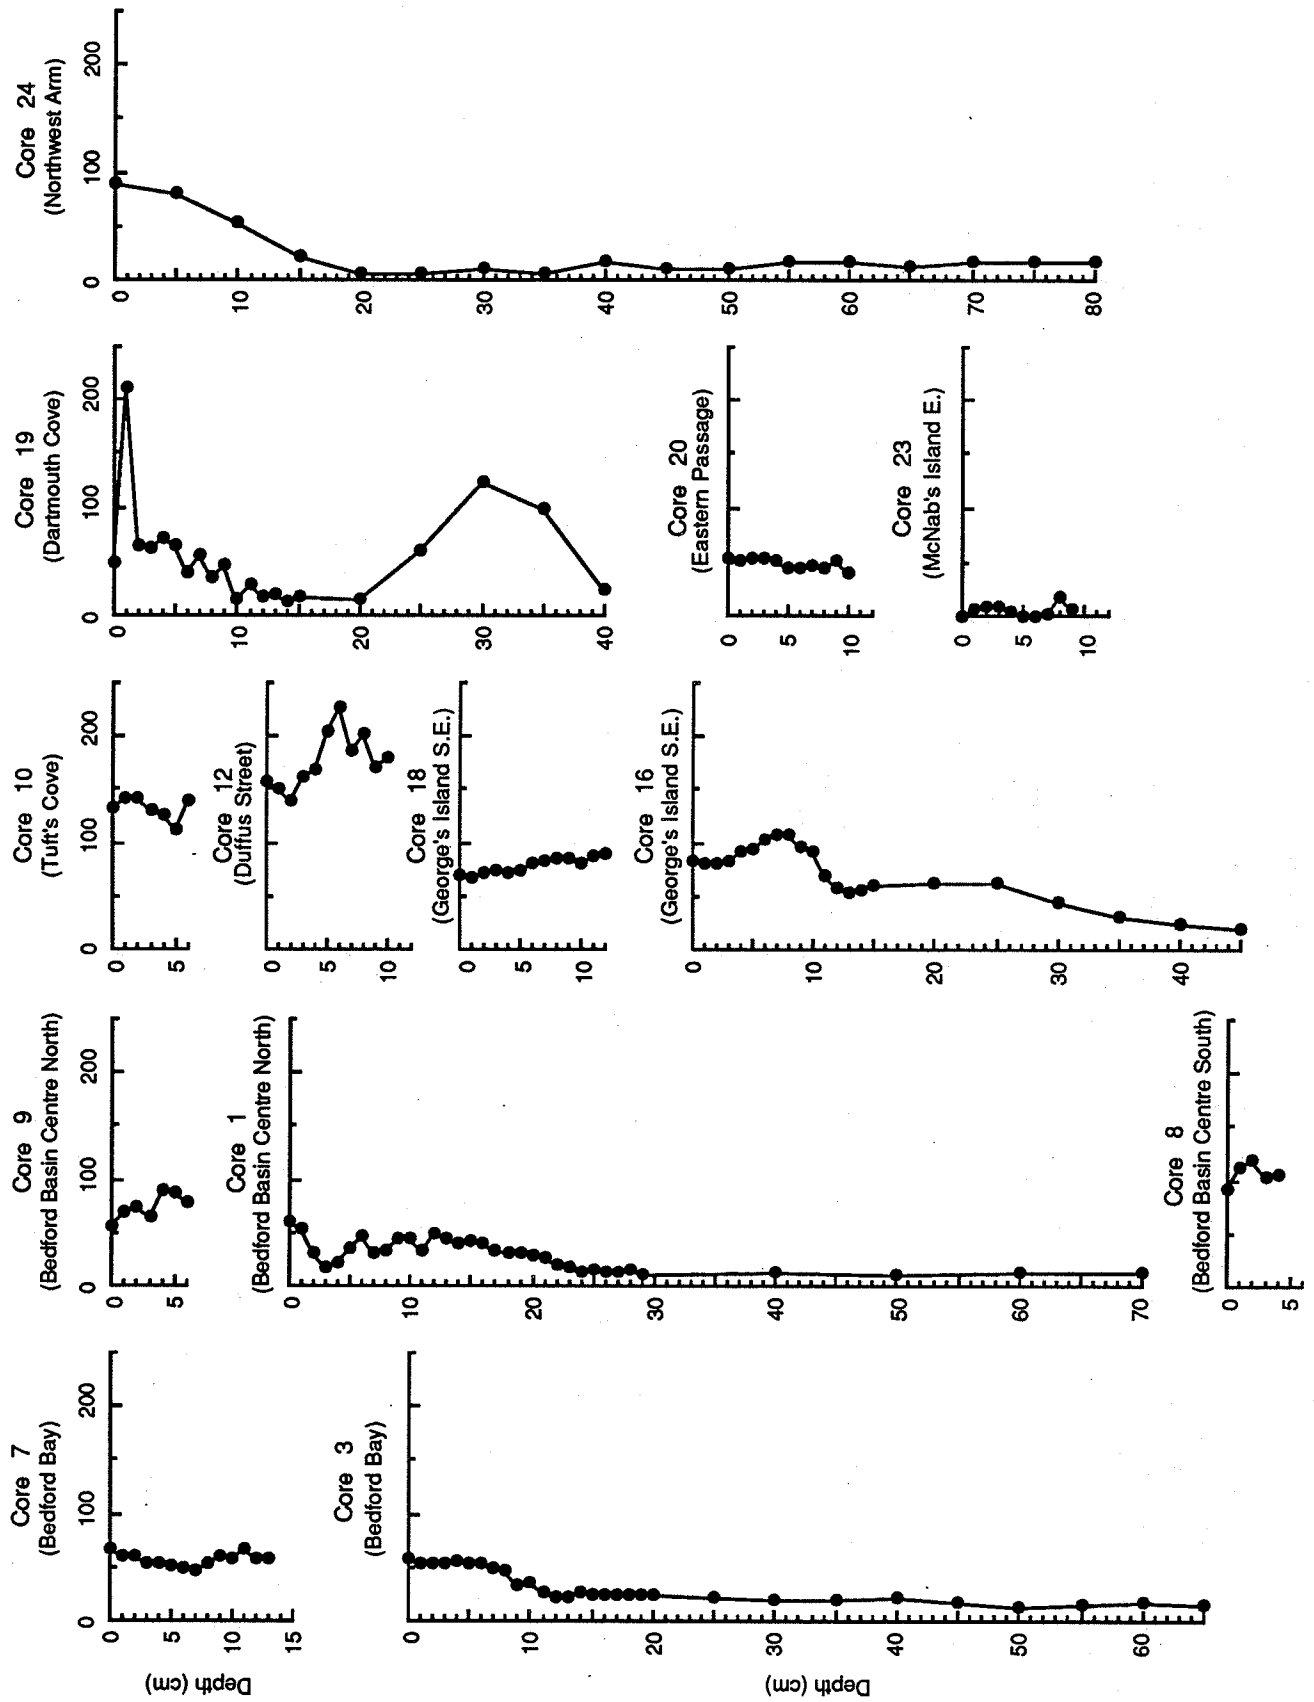 Core 7
(Bedford Bay)
0 100 200
0
5
10
15
Depth (cm)
Core 3
(Bedford Bay)
0
10
20
30
40
50
60
Depth (cm)
Core 9
(Bedford Basin Centre North)
0 100 200
0
5
Core 1
(Bedford Basin Centre North)
0
10
20
30
40
50
60
70
Core 8
(Bedford Basin Centre South)
0
5
Core 10
(Tuft's Cove)
0 100 200
0
5
Core 12
(Duffus Street)
0
5
10
Core 18
(George's Island S.E.)
0
5
10
Core 16
(George's Island S.E.)
0
10
20
30
40
Core 19
(Dartmouth Cove)
0 100 200
0
10
20
30
40
Core 20
(Eastern Passage)
0
5
10
Core 23
(McNab's Island E.)
0
5
10
Core 24
(Northwest Arm)
0 100 200
0
10
20
30
40
50
60
70
80